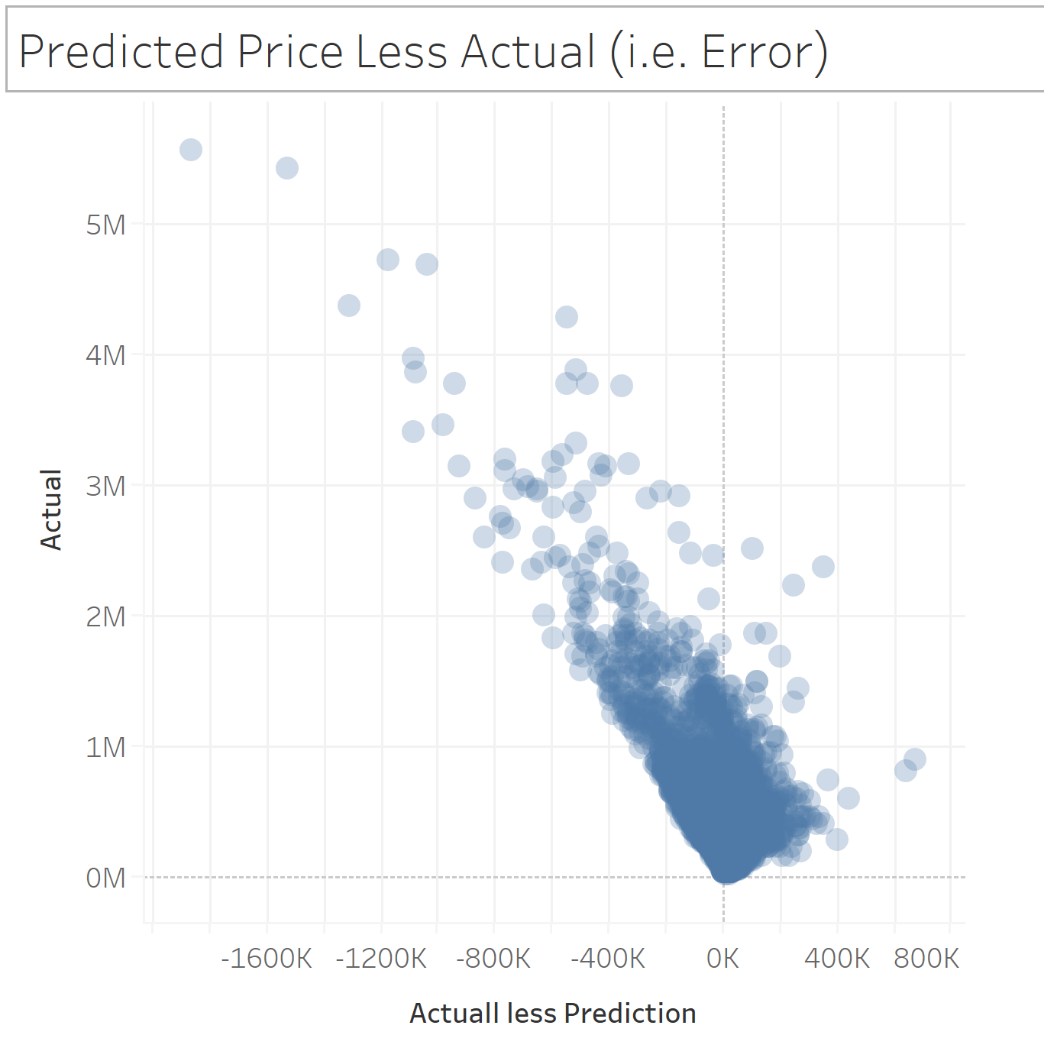 Predicted Price Less Actual (i.e. Error)
5M
4M
3M
2M
1M
0M
Actual
-1600K -1200K -800K -400K 0K 400K 800K
Actuall less Prediction